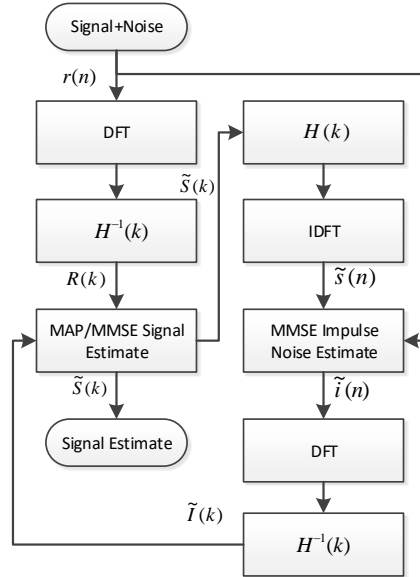 Signal+Noise
r(n)
DFT
H⁻¹(k)
R(k)
MAP/MMSE Signal
Estimate
S̃(k)
Signal Estimate
S̃(k)
H(k)
IDFT
s̃(n)
MMSE Impulse
Noise Estimate
ĩ(n)
DFT
Ĩ(k)
H⁻¹(k)